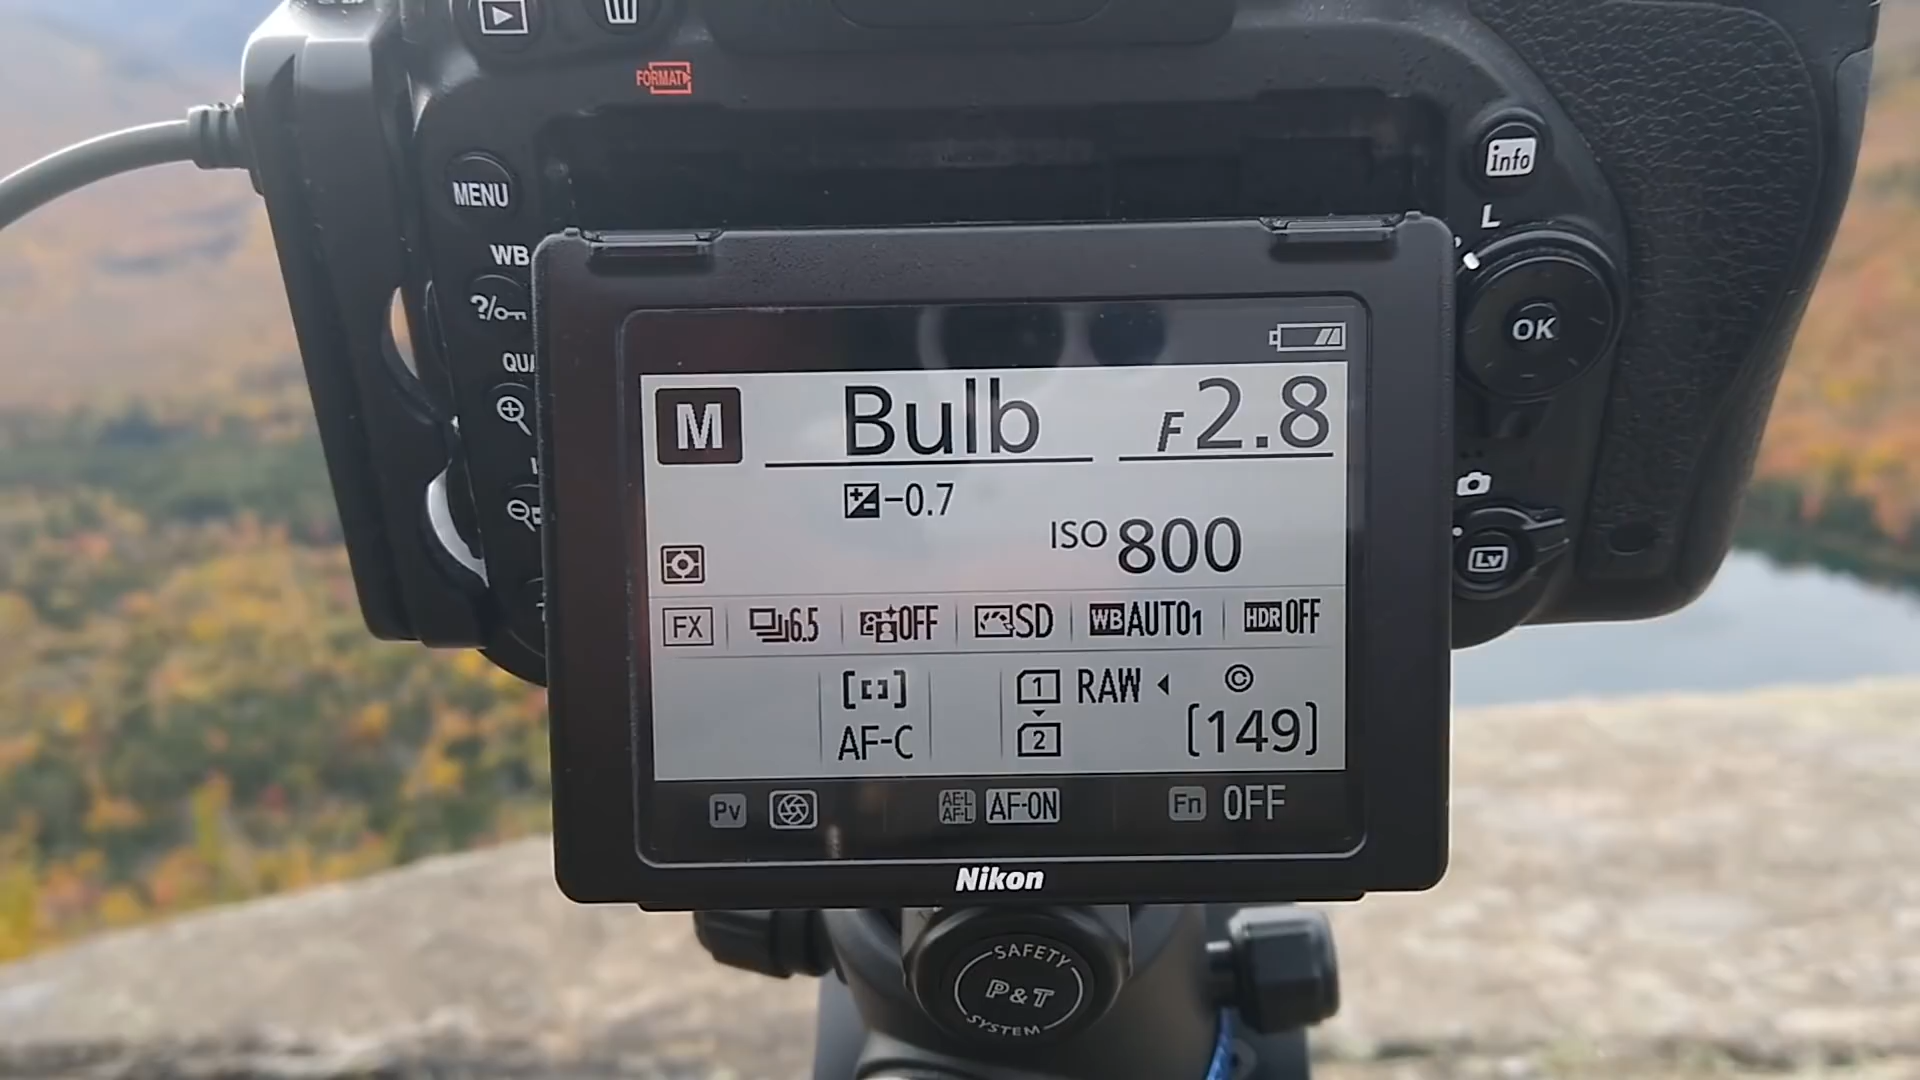 FORMAT
info
MENU
L
WB
?/
OK
QUA
M Bulb F2.8
-0.7
ISO 800
Lv
FX 6.5 OFF SD WB AUTO1 HDR OFF
1 RAW ©
AF-C 2 [149]
Pv AE-L AF-L AF-ON Fn OFF
Nikon
SAFETY
P&T
SYSTEM